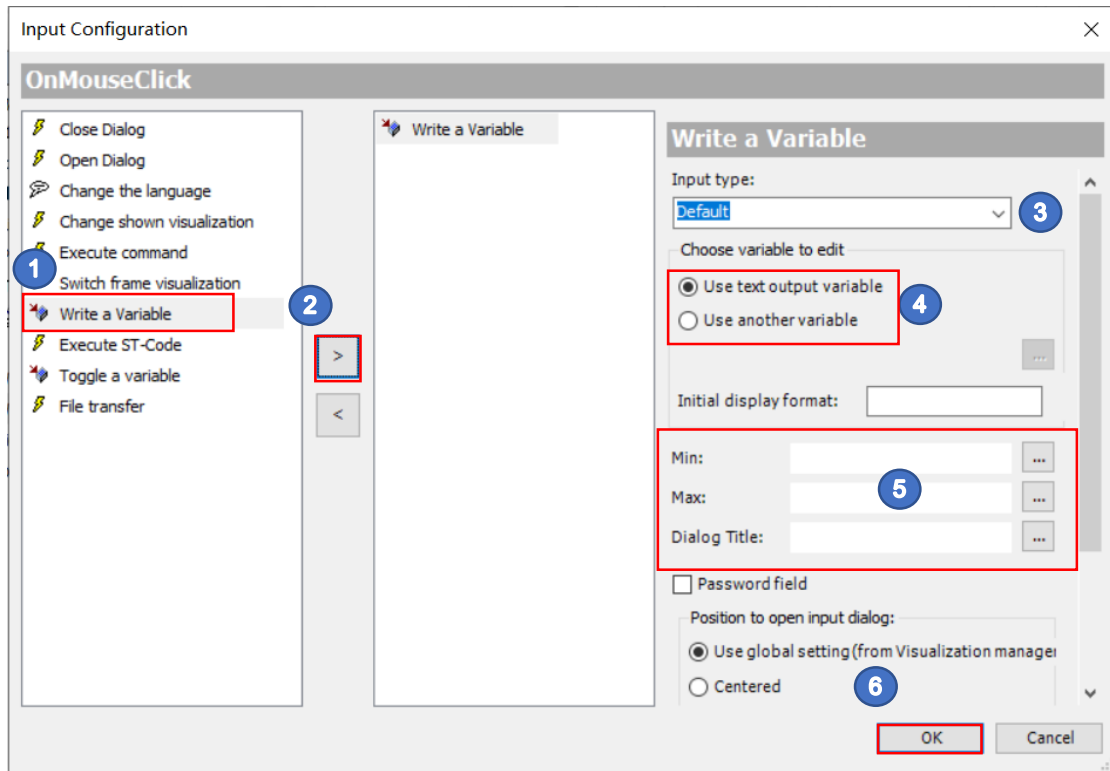 Input Configuration
OnMouseClick
Close Dialog
Open Dialog
Change the language
Change shown visualization
Execute command
1
Switch frame visualization
Write a Variable
2
Execute ST-Code
Toggle a variable
File transfer
>
<
Write a Variable
Write a Variable
Input type:
Default
3
Choose variable to edit
Use text output variable
4
Use another variable
...
Initial display format:
Min:
...
5
Max:
...
Dialog Title:
...
Password field
Position to open input dialog:
Use global setting (from Visualization manager
Centered
6
OK
Cancel